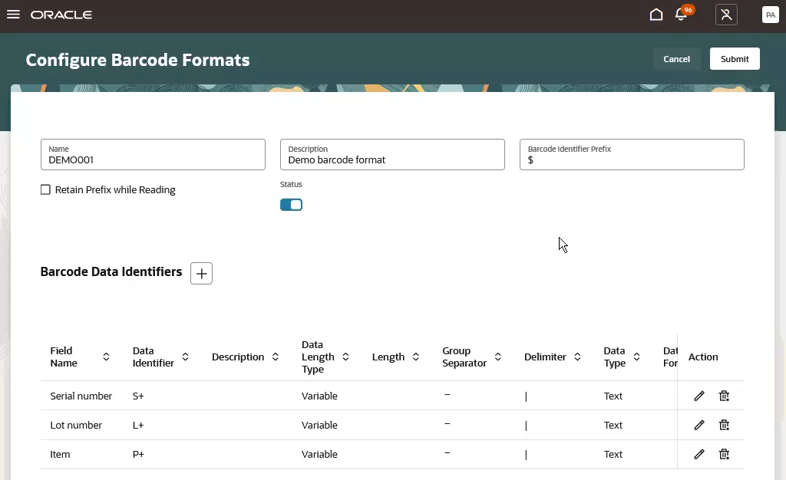 ORACLE
96
PA
Configure Barcode Formats
Cancel
Submit
Name
DEMO001
Description
Demo barcode format
Barcode Identifier Prefix
$
Retain Prefix while Reading
Status
Barcode Data Identifiers
+
Field Name Data Identifier Description Data Length Type Length Group Separator Delimiter Data Type Dat For Action
Serial number S+ Variable – | Text
Lot number L+ Variable – | Text
Item P+ Variable – | Text